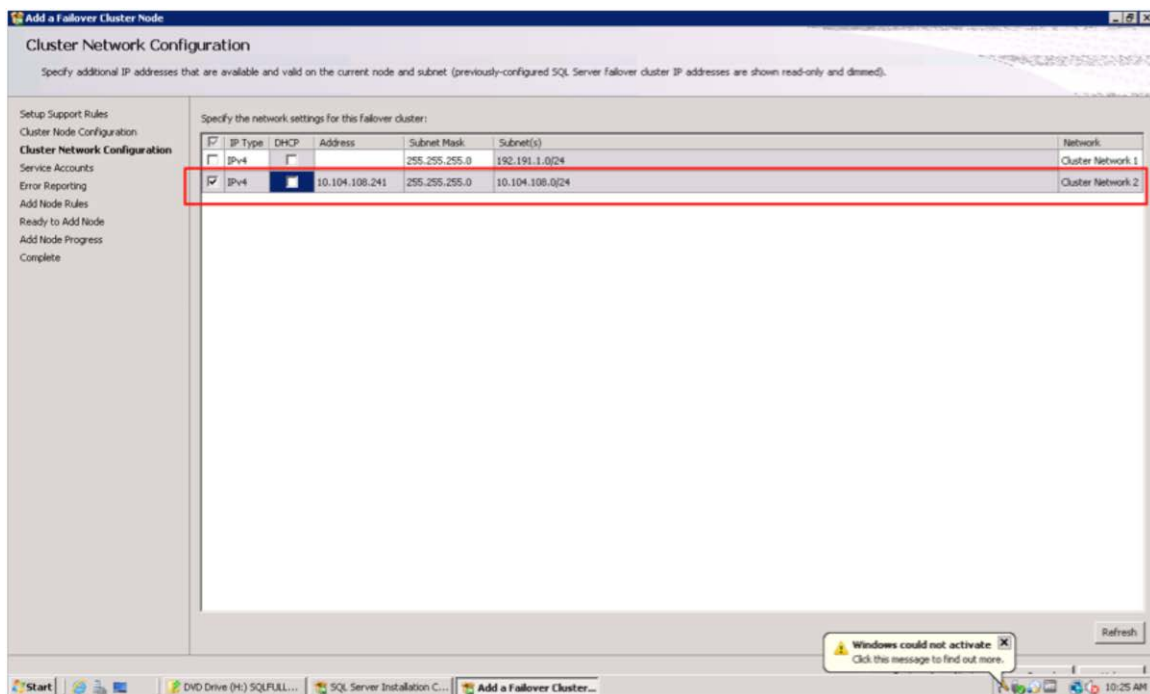 Add a Failover Cluster Node
Cluster Network Configuration
Specify additional IP addresses that are available and valid on the current node and subnet (previously-configured SQL Server failover cluster IP addresses are shown read-only and dimmed).
Setup Support Rules
Cluster Node Configuration
Cluster Network Configuration
Service Accounts
Error Reporting
Add Node Rules
Ready to Add Node
Add Node Progress
Complete
Specify the network settings for this failover cluster:
IP Type DHCP Address Subnet Mask Subnet(s) Network
IPv4 255.255.255.0 192.191.1.0/24 Cluster Network 1
IPv4 10.104.108.241 255.255.255.0 10.104.108.0/24 Cluster Network 2
Refresh
Windows could not activate
Click this message to find out more.
Start
DVD Drive (H:) SQLFULL...
SQL Server Installation C...
Add a Failover Cluster...
10:25 AM